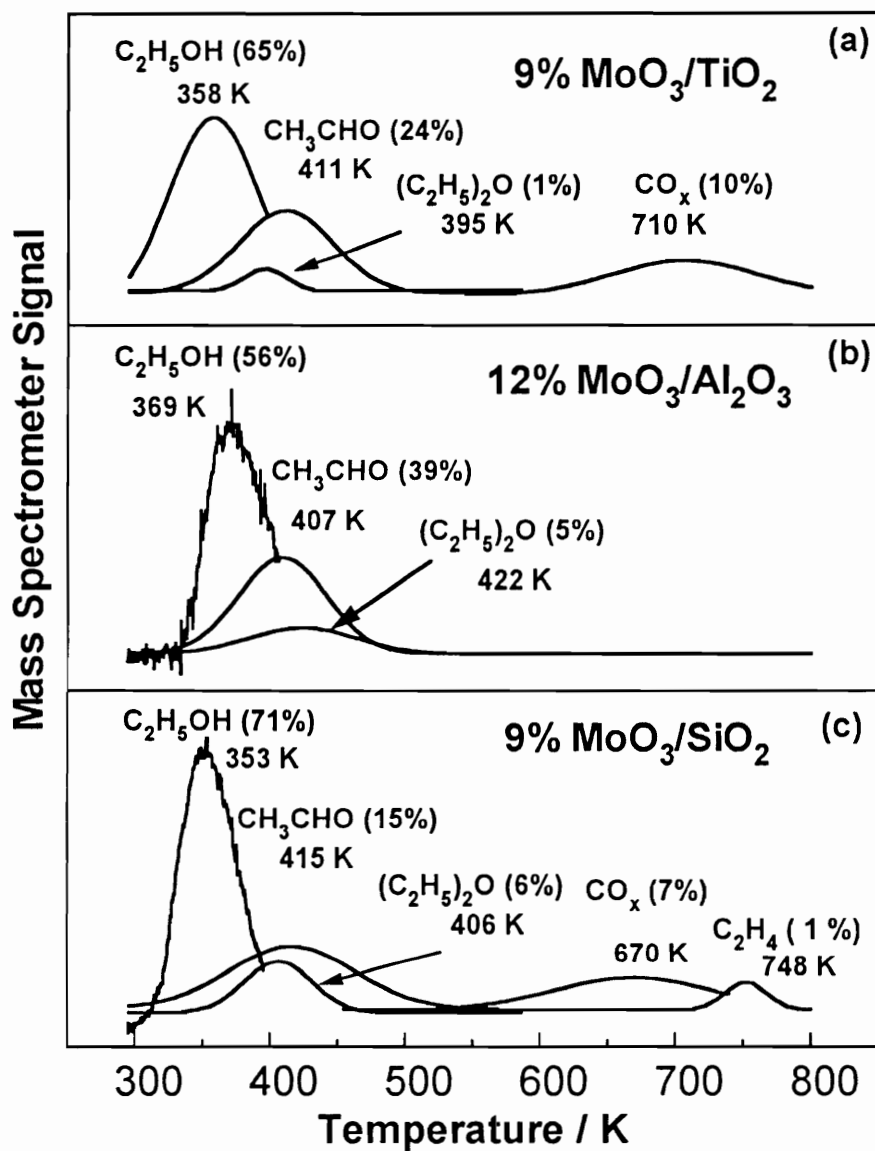 Mass Spectrometer Signal
(a)
9% MoO₃/TiO₂
C₂H₅OH (65%)
358 K
CH₃CHO (24%)
411 K
(C₂H₅)₂O (1%)
395 K
COₓ (10%)
710 K
(b)
12% MoO₃/Al₂O₃
C₂H₅OH (56%)
369 K
CH₃CHO (39%)
407 K
(C₂H₅)₂O (5%)
422 K
(c)
9% MoO₃/SiO₂
C₂H₅OH (71%)
353 K
CH₃CHO (15%)
415 K
(C₂H₅)₂O (6%)
406 K
COₓ (7%)
670 K
C₂H₄ ( 1 %)
748 K
300 400 500 600 700 800
Temperature / K